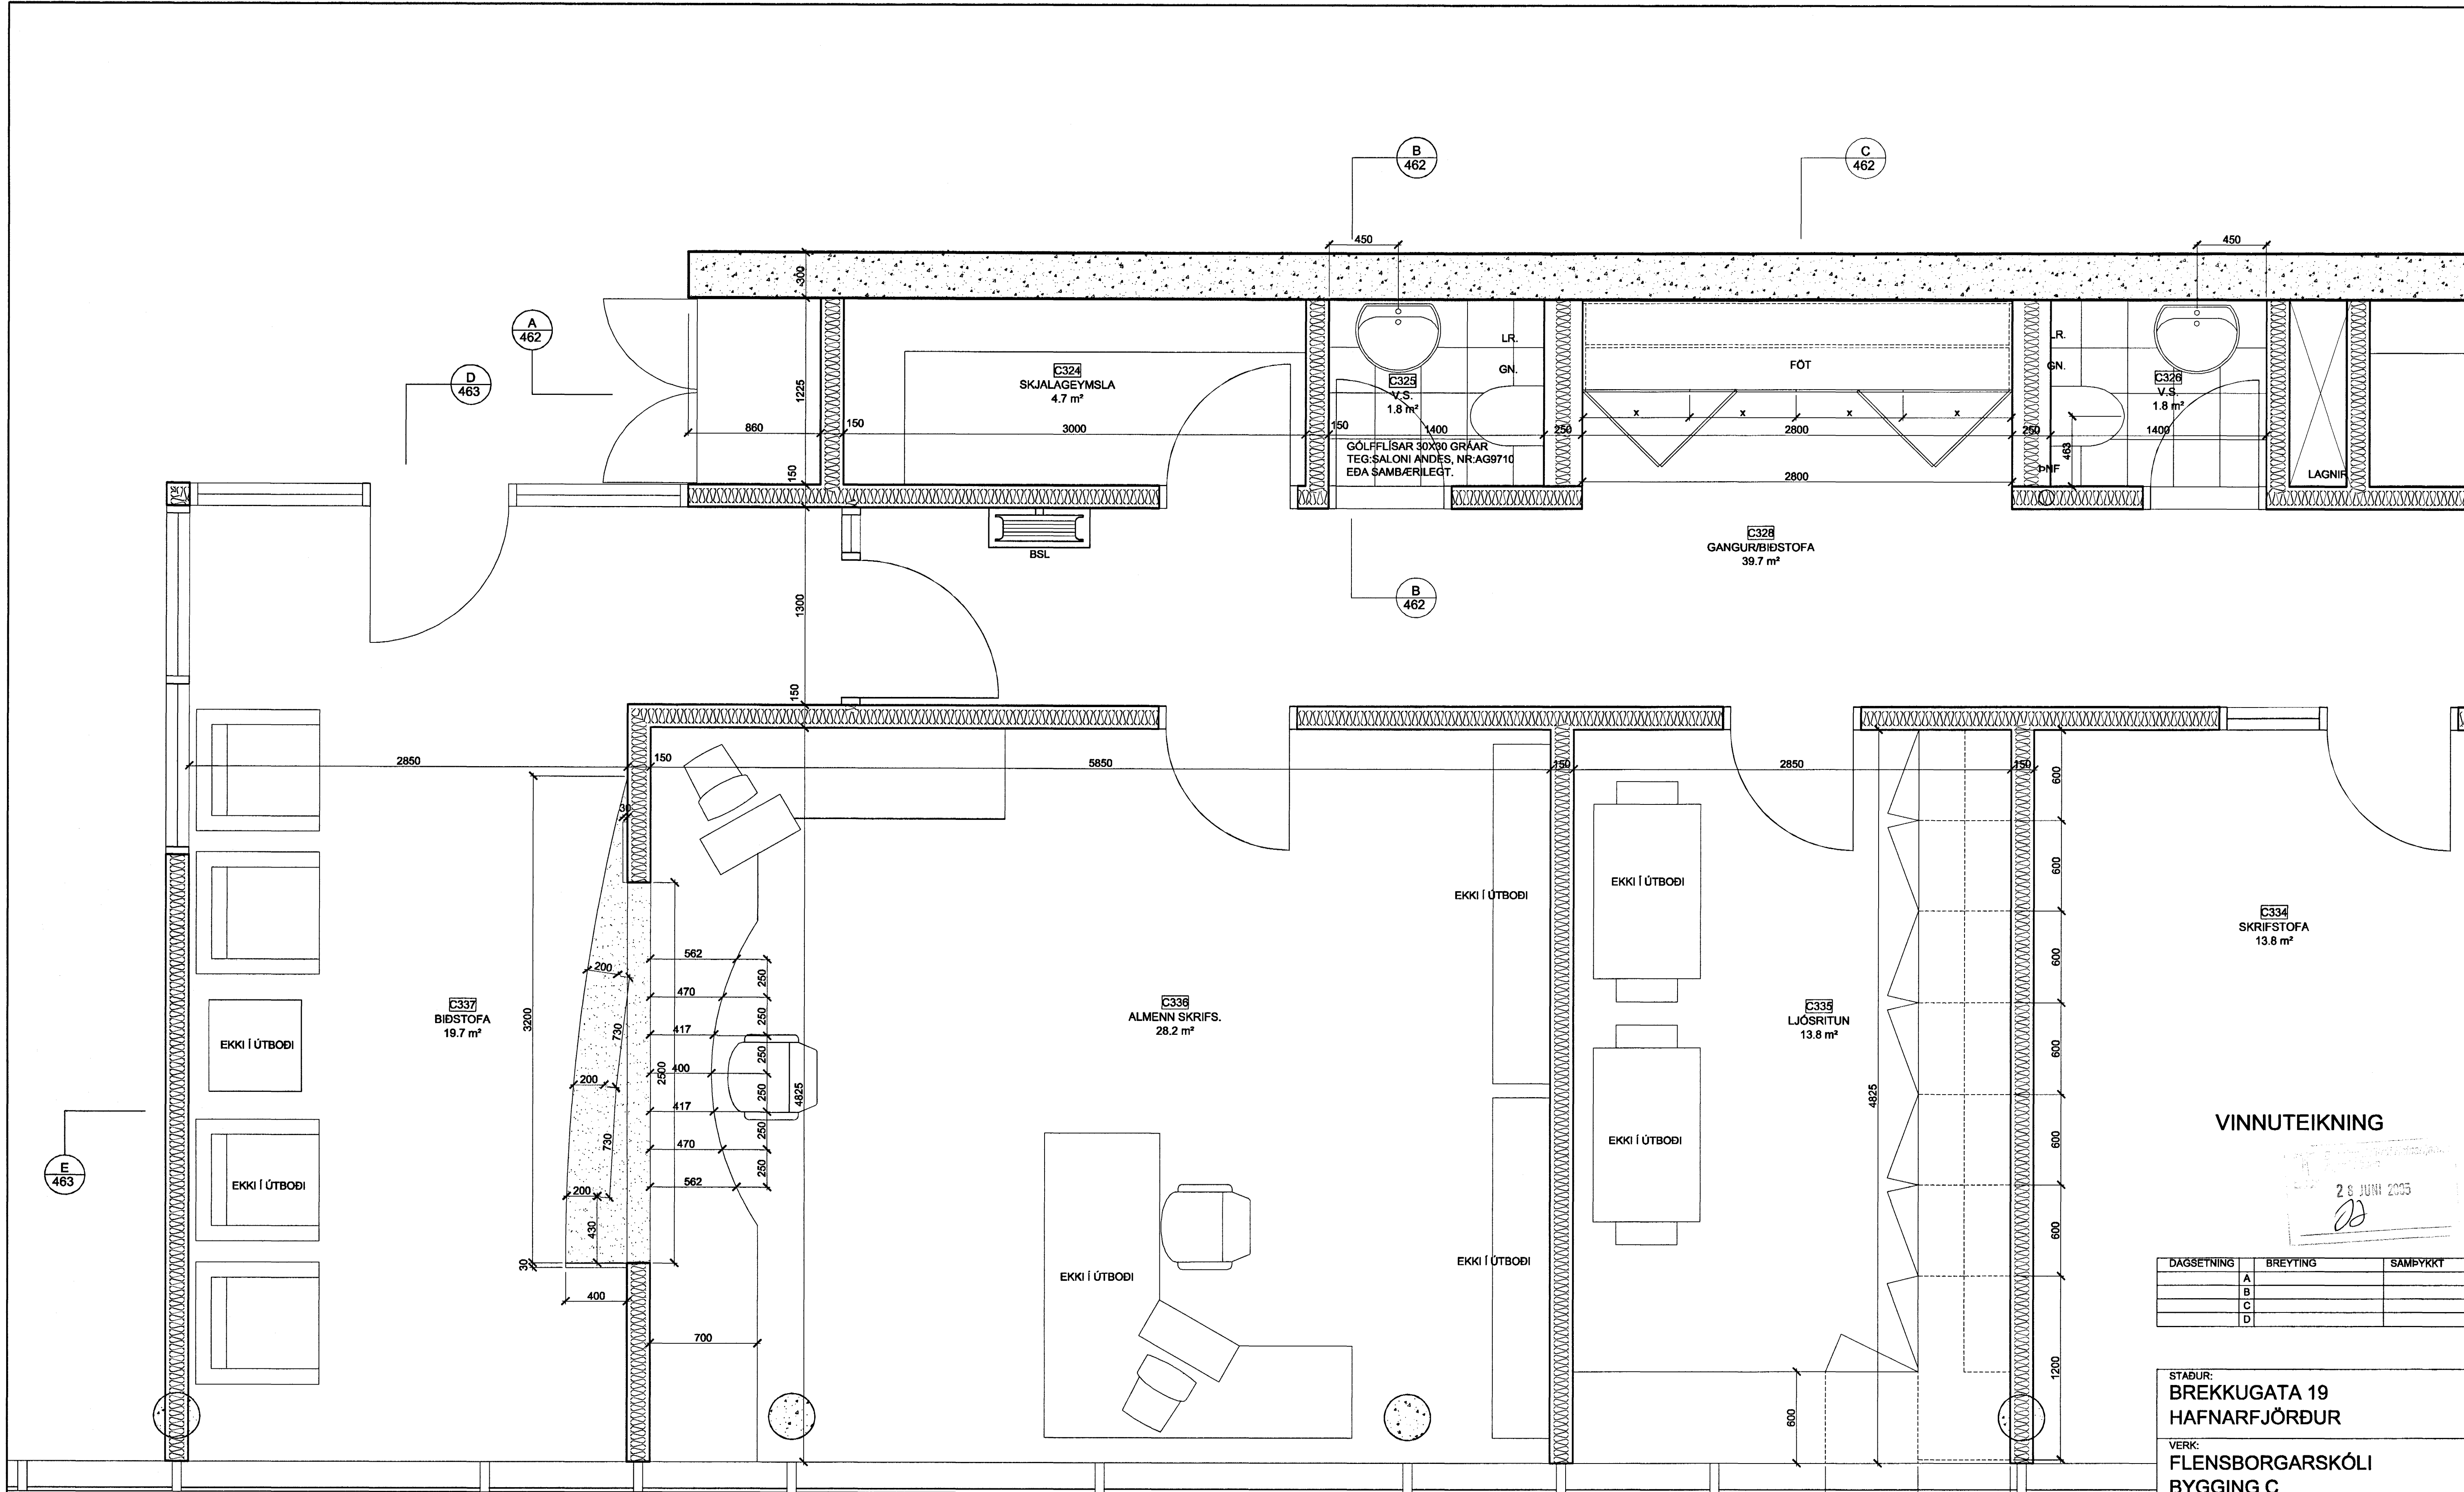 B
462
C
462
450
450
300
A
462
D
463
C324
SKJALAGEYMSLA
4.7 m²
1225
LR.
GN.
C325
V.S.
1.8 m²
FÖT
LR.
GN.
C326
V.S.
1.8 m²
x
x
x
x
860
150
3000
150
1400
250
2800
250
1400
463
GÓLFFLÍSAR 30X30 GRÁAR
TEG:SALONI ANDES, NR:AG9710
EÐA SAMBÆRILEGT.
150
2800
ÞNF
LAGNIR
BSL
C328
GANGUR/BIÐSTOFA
39.7 m²
1300
B
462
150
2850
150
5850
150
2850
150
600
30
600
EKKI Í ÚTBOÐI
EKKI Í ÚTBOÐI
C334
SKRIFSTOFA
13.8 m²
562
250
600
200
470
250
C337
BIÐSTOFA
19.7 m²
3200
730
417
C336
ALMENN SKRIFS.
28.2 m²
C335
LJÓSRITUN
13.8 m²
EKKI Í ÚTBOÐI
250
600
2500
400
200
250
4825
4825
417
250
VINNUTEIKNING
730
470
EKKI Í ÚTBOÐI
600
250
E
463
EKKI Í ÚTBOÐI
562
200
28 JUNI 2005
430
600
30
EKKI Í ÚTBOÐI
EKKI Í ÚTBOÐI
400
700
DAGSETNING BREYTING SAMÞYKKT
A
B
C
D
1200
600
STAÐUR:
BREKKUGATA 19
HAFNARFJÖRÐUR
VERK:
FLENSBORGARSKÓLI
BYGGING C